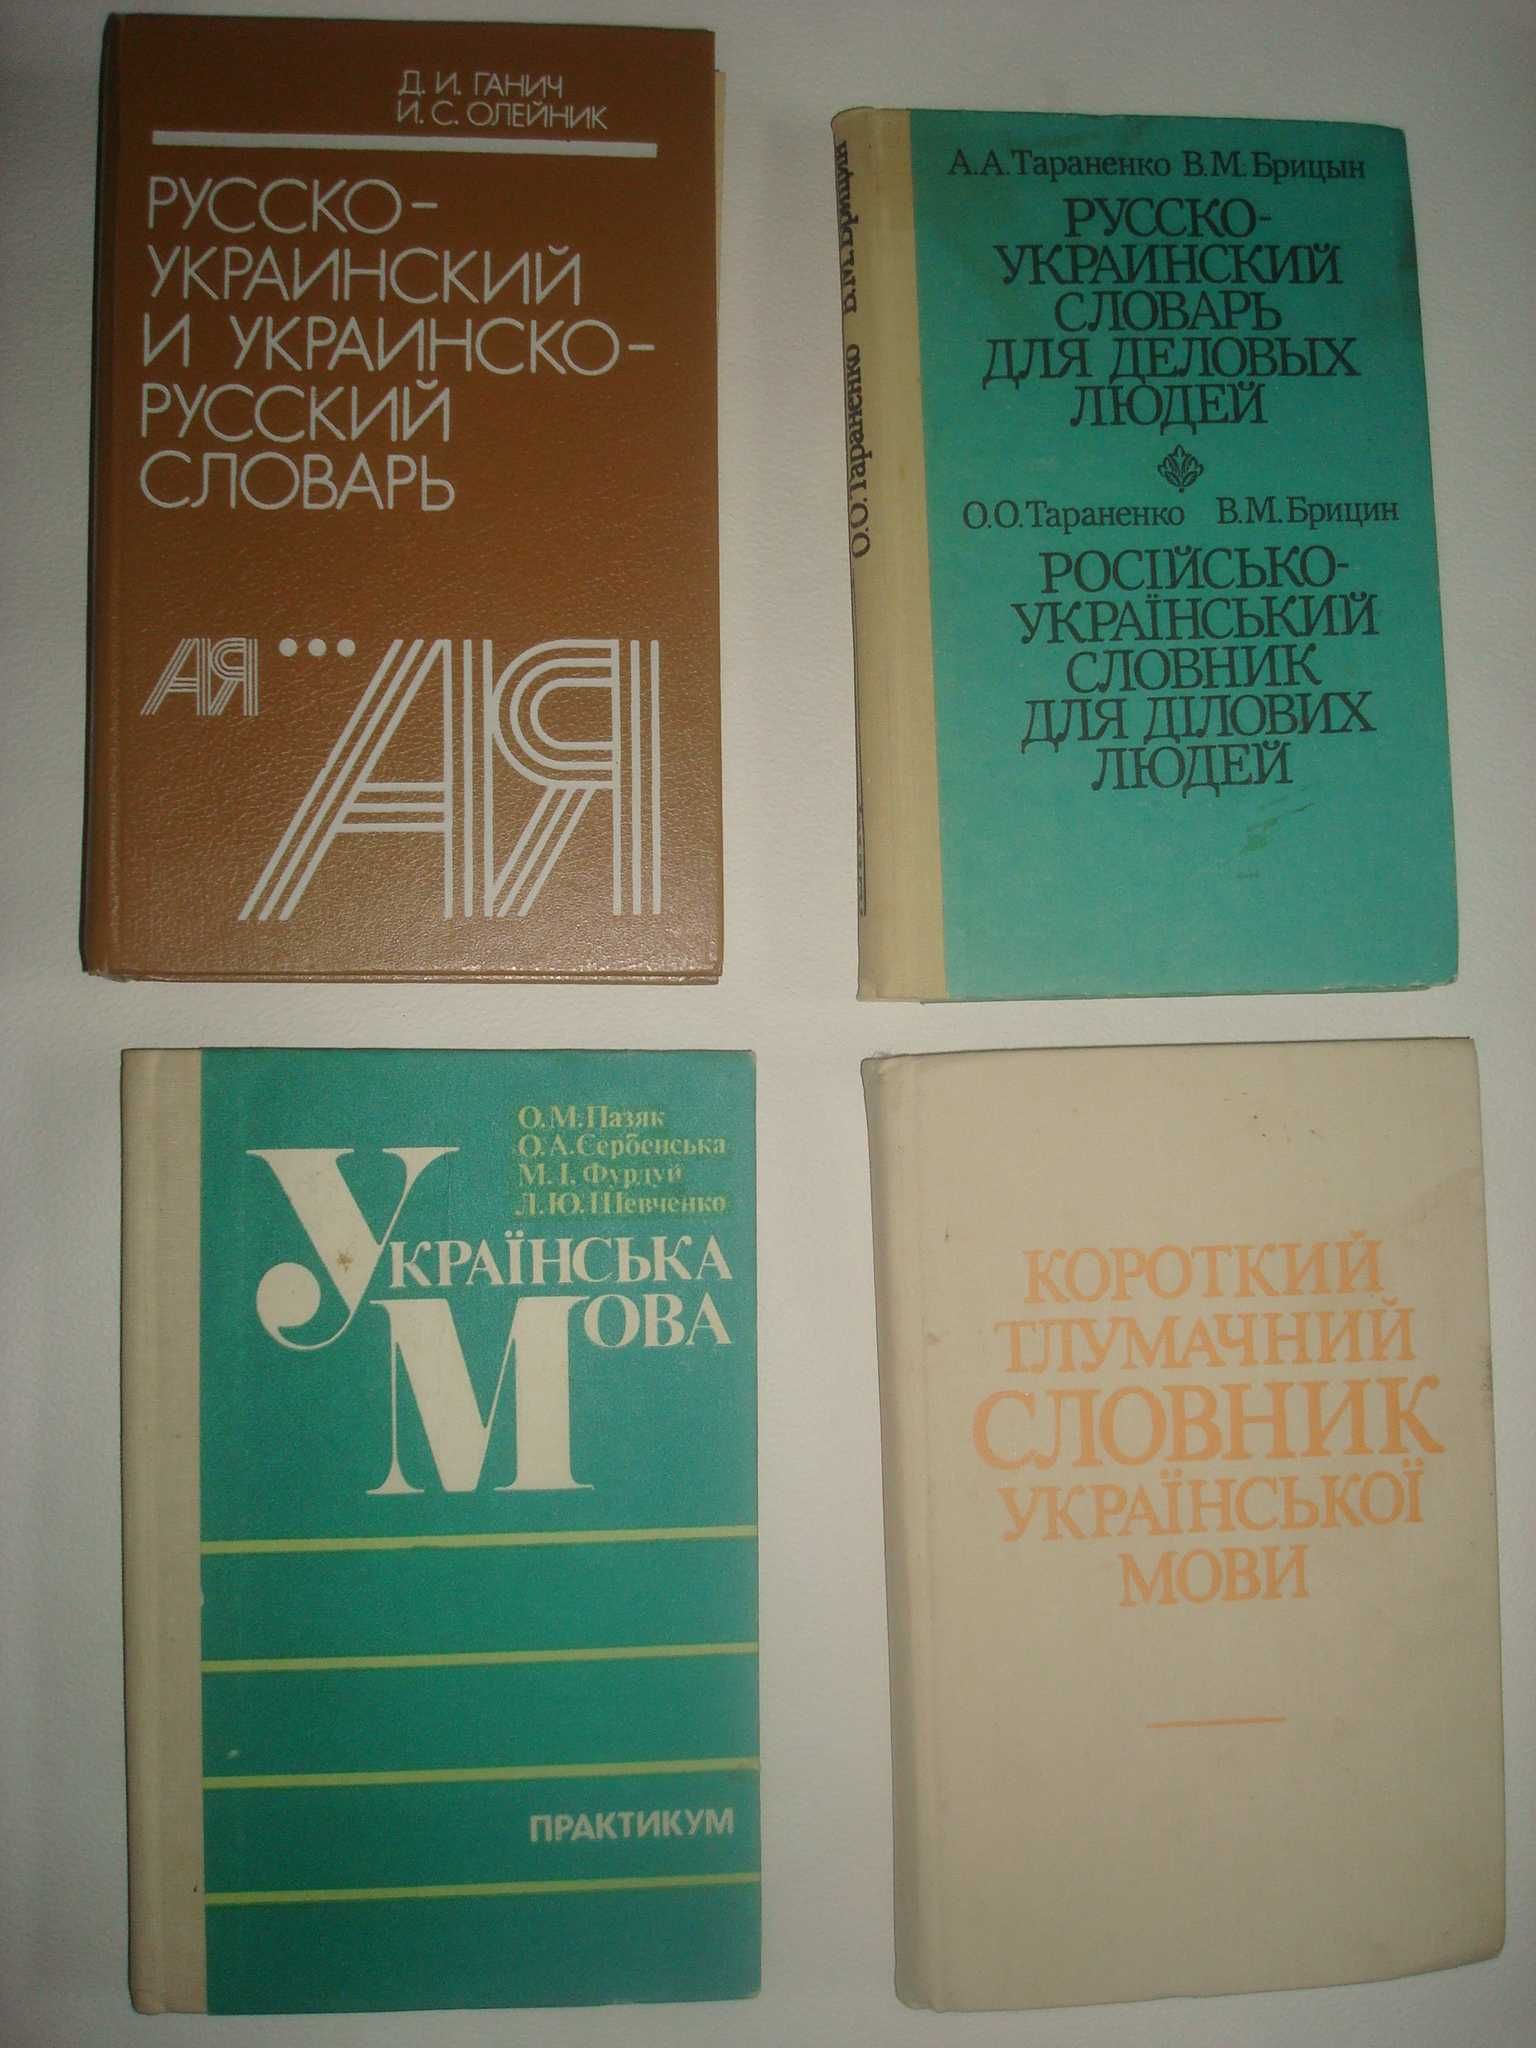 Д. И. ГАНИЧ
И. С. ОЛЕЙНИК
РУССКО-
УКРАИНСКИЙ
И УКРАИНСКО-
РУССКИЙ
СЛОВАРЬ
АЯ ••• АЯ
О.О.Тараненко В.М.Брицин
А.А.Тараненко В.М.Брицын
РУССКО-
УКРАИНСКИЙ
СЛОВАРЬ
ДЛЯ ДЕЛОВЫХ
ЛЮДЕЙ
О.О.Тараненко В.М.Брицин
РОСІЙСЬКО-
УКРАЇНСЬКИЙ
СЛОВНИК
ДЛЯ ДІЛОВИХ
ЛЮДЕЙ
О.М.Пазяк
О.А.Сербенська
М.І.Фурдуй
Л.Ю.Шевченко
УКРАЇНСЬКА
МОВА
ПРАКТИКУМ
КОРОТКИЙ
ТЛУМАЧНИЙ
СЛОВНИК
УКРАЇНСЬКОЇ
МОВИ